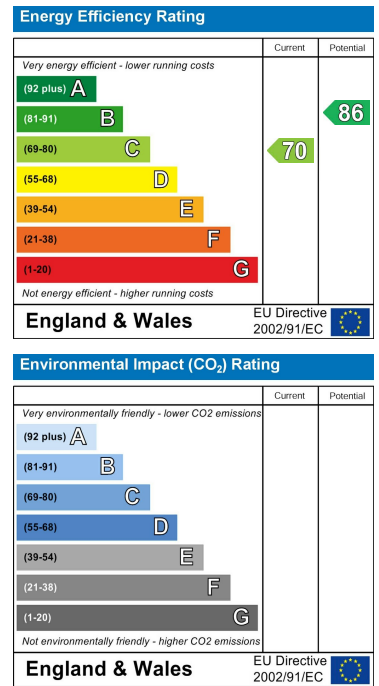 Energy Efficiency Rating
Current Potential
Very energy efficient - lower running costs
(92 plus) A
(81-91) B
86
(69-80) C
70
(55-68) D
(39-54) E
(21-38) F
(1-20) G
Not energy efficient - higher running costs
England & Wales
EU Directive
2002/91/EC
Environmental Impact (CO₂) Rating
Current Potential
Very environmentally friendly - lower CO2 emissions
(92 plus) A
(81-91) B
(69-80) C
(55-68) D
(39-54) E
(21-38) F
(1-20) G
Not environmentally friendly - higher CO2 emissions
England & Wales
EU Directive
2002/91/EC